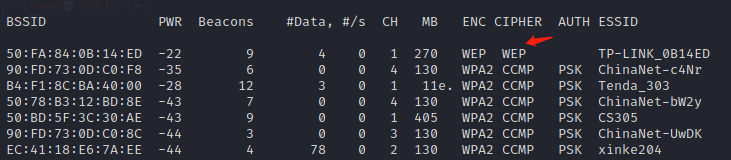 BSSID PWR Beacons #Data, #/s CH MB ENC CIPHER AUTH ESSID
50:FA:84:0B:14:ED -22 9 4 0 1 270 WEP WEP TP-LINK_0B14ED
90:FD:73:0D:C0:F8 -35 6 0 0 4 130 WPA2 CCMP PSK ChinaNet-c4Nr
B4:F1:8C:BA:40:00 -28 12 3 0 1 11e. WPA2 CCMP PSK Tenda_303
50:78:B3:12:BD:8E -43 7 0 0 4 130 WPA2 CCMP PSK ChinaNet-bW2y
50:BD:5F:3C:30:AE -43 9 0 0 1 405 WPA2 CCMP PSK CS305
90:FD:73:0D:C0:8C -44 3 0 0 3 130 WPA2 CCMP PSK ChinaNet-UwDK
EC:41:18:E6:7A:EE -44 4 78 0 2 130 WPA2 CCMP PSK xinke204